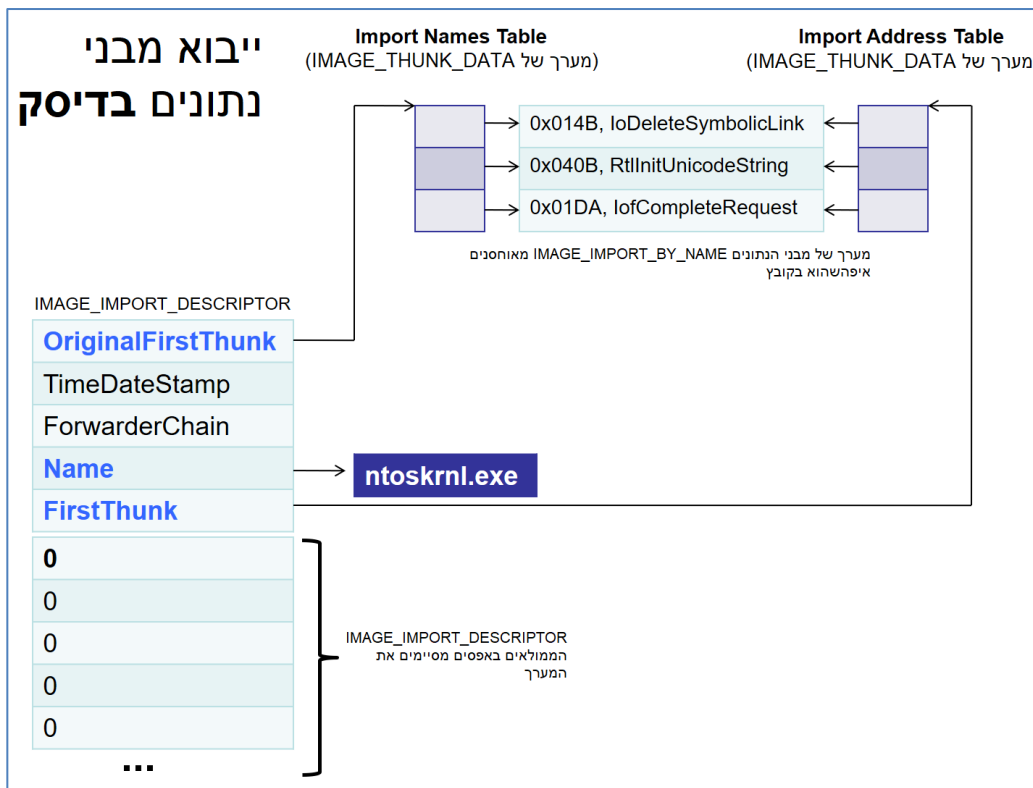 ייבוא מבני
נתונים בדיסק
Import Names Table
(מערך של IMAGE_THUNK_DATA)
Import Address Table
(מערך של IMAGE_THUNK_DATA
0x014B, IoDeleteSymbolicLink
0x040B, RtlInitUnicodeString
0x01DA, IofCompleteRequest
מערך של מבני הנתונים IMAGE_IMPORT_BY_NAME מאוחסנים
איפהשהוא בקובץ
IMAGE_IMPORT_DESCRIPTOR
OriginalFirstThunk
TimeDateStamp
ForwarderChain
Name
ntoskrnl.exe
FirstThunk
0
0
0
0
0
...
IMAGE_IMPORT_DESCRIPTOR
הממולאים באפסים מסיימים את
המערך